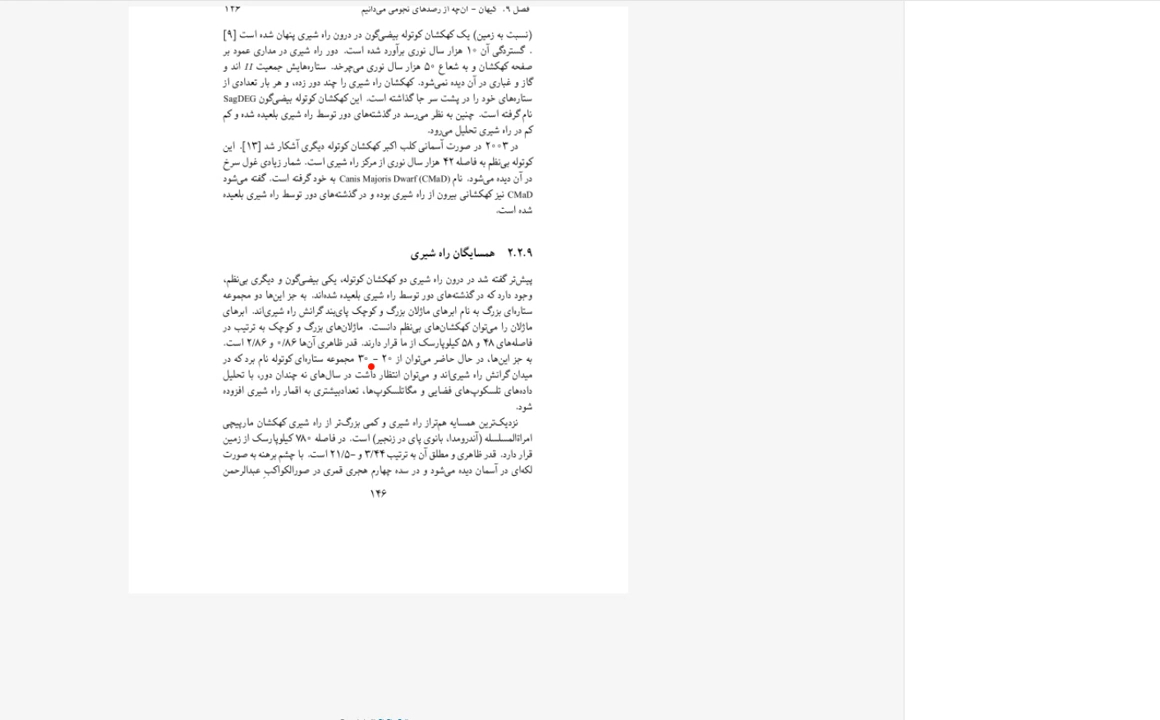 فصل ۹. کیهان – آن‌چه از رصدهای نجومی می‌دانیم ۱۴۶
(نسبت به زمین) یک کهکشان کوتوله بیضی‌گون در درون راه شیری پنهان شده است [۹]
. گستردگی آن ۱۰ هزار سال نوری برآورد شده است. دور راه شیری در مداری عمود بر
صفحه کهکشان و به شعاع ۵۰ هزار سال نوری می‌چرخد. ستاره‌هایش جمعیت II اند و
گاز و غباری در آن دیده نمی‌شود. کهکشان راه شیری را چند دور زده، و هر بار تعدادی از
ستاره‌های خود را در پشت سر جا گذاشته است. این کهکشان کوتوله بیضی‌گون SagDEG
نام گرفته است. چنین به نظر می‌رسد در گذشته‌های دور توسط راه شیری بلعیده شده و کم
کم در راه شیری تحلیل می‌رود.
در ۲۰۰۳ در صورت آسمانی کلب اکبر کهکشان کوتوله دیگری آشکار شد [۱۳]. این
کوتوله بی‌نظم به فاصله ۴۲ هزار سال نوری از مرکز راه شیری است. شمار زیادی غول سرخ
در آن دیده می‌شود. نام Canis Majoris Dwarf (CMaD) به خود گرفته است. گفته می‌شود
CMaD نیز کهکشانی بیرون از راه شیری بوده و در گذشته‌های دور توسط راه شیری بلعیده
شده است.
۲.۲.۹ همسایگان راه شیری
پیش‌تر گفته شد در درون راه شیری دو کهکشان کوتوله، یکی بیضی‌گون و دیگری بی‌نظم،
وجود دارد که در گذشته‌های دور توسط راه شیری بلعیده شده‌اند. به جز این‌ها دو مجموعه
ستاره‌ای بزرگ به نام ابرهای ماژلان بزرگ و کوچک پای‌بند گرانش راه شیری‌اند. ابرهای
ماژلان را می‌توان کهکشان‌های بی‌نظم دانست. ماژلان‌های بزرگ و کوچک به ترتیب در
فاصله‌های ۴۸ و ۵۸ کیلوپارسک از ما قرار دارند. قدر ظاهری آن‌ها ۰/۸۶ و ۲/۸۶ است.
به جز این‌ها، در حال حاضر می‌توان از ۲۰ – ۳۰ مجموعه ستاره‌ای کوتوله نام برد که در
میدان گرانش راه شیری‌اند و می‌توان انتظار داشت در سال‌های نه چندان دور، با تحلیل
داده‌های تلسکوپ‌های فضایی و مگاتلسکوپ‌ها، تعدادبیشتری به اقمار راه شیری افزوده
شود.
نزدیک‌ترین همسایه هم‌تراز راه شیری و کمی بزرگ‌تر از راه شیری کهکشان مارپیچی
امراةالمسلسله (آندرومدا، بانوی پای در زنجیر) است. در فاصله ۷۸۰ کیلوپارسک از زمین
قرار دارد. قدر ظاهری و مطلق آن به ترتیب ۳/۴۴ و ۲۱/۵- است. با چشم برهنه به صورت
لکه‌ای در آسمان دیده می‌شود و در سده چهارم هجری قمری در صورالکواکبِ عبدالرحمن
۱۴۶